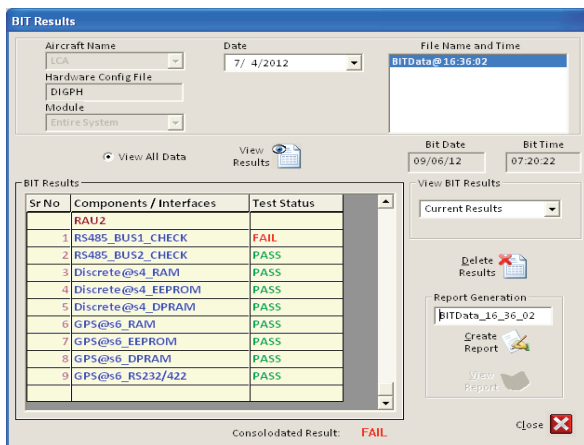 BIT Results
Aircraft Name
LCA
Hardware Config File
DIGPH
Module
Entire System
Date
7/ 4/2012
File Name and Time
BITData@16:36:02
View All Data
View Results
Bit Date
Bit Time
09/06/12
07:20:22
BIT Results
Sr No Components / Interfaces Test Status
RAU2
1 RS485_BUS1_CHECK FAIL
2 RS485_BUS2_CHECK PASS
3 Discrete@s4_RAM PASS
4 Discrete@s4_EEPROM PASS
5 Discrete@s4_DPRAM PASS
6 GPS@s6_RAM PASS
7 GPS@s6_EEPROM PASS
8 GPS@s6_DPRAM PASS
9 GPS@s6_RS232/422 PASS
View BIT Results
Current Results
Delete
Results
Report Generation
BITData_16_36_02
Create
Report
View
Report
Consolodated Result: FAIL
Close